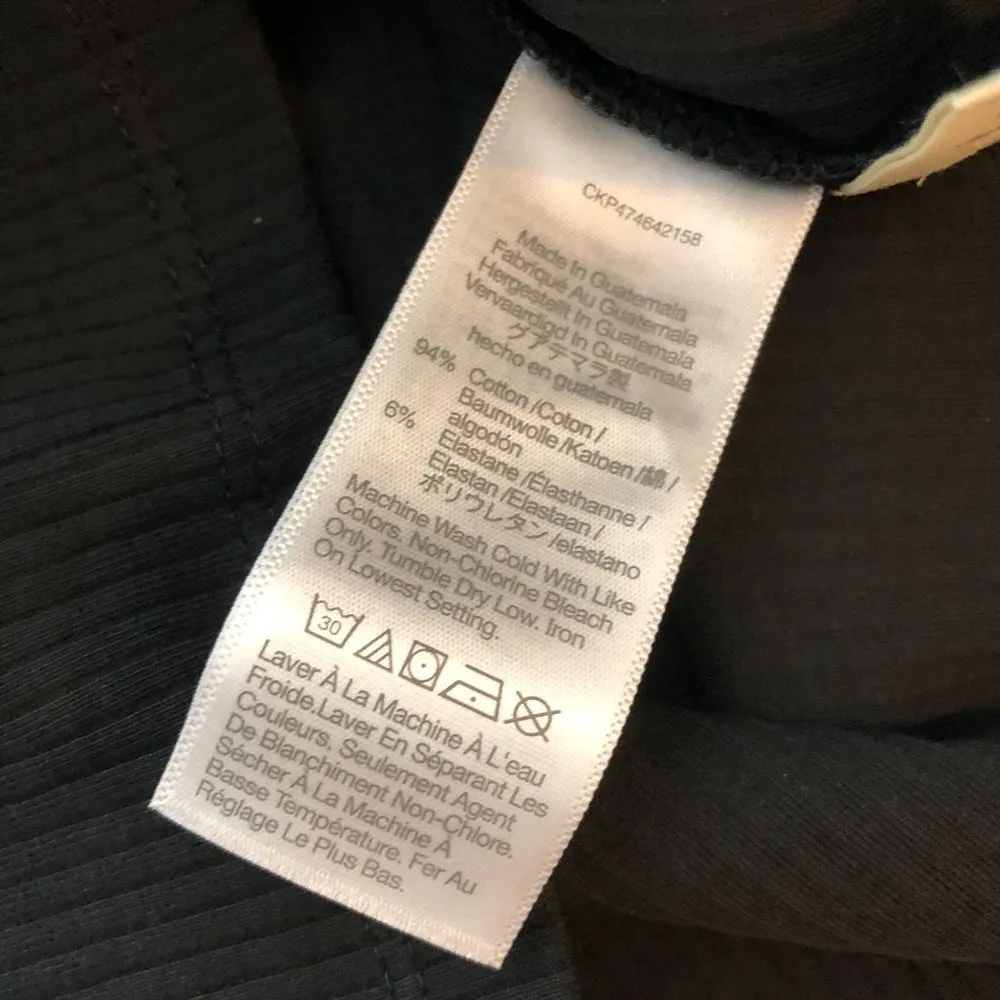 CKP474642158
Made In Guatemala
Fabriqué Au Guatemala
Hergestellt In Guatemala
Vervaardigd In Guatemala
グアテマラ製
hecho en guatemala
94% Cotton /Coton /
Baumwolle /Katoen /綿 /
algodón
6% Elastane /Élasthanne /
Elastan /Elastaan /
ポリウレタン /elastano
Machine Wash Cold With Like
Colors. Non-Chlorine Bleach
Only. Tumble Dry Low. Iron
On Lowest Setting.
30
Laver À La Machine À L'eau
Froide.Laver En Séparant Les
Couleurs. Seulement Agent
De Blanchiment Non-Chlore.
Sécher À La Machine À
Basse Température. Fer Au
Réglage Le Plus Bas.